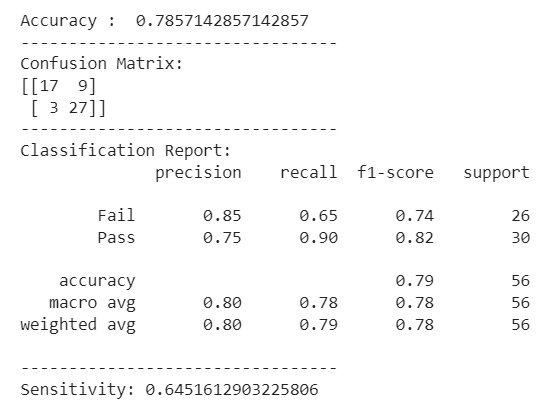 Accuracy :  0.7857142857142857
---------------------------------
Confusion Matrix:
[[17  9]
 [ 3 27]]
---------------------------------
Classification Report:
              precision    recall  f1-score   support

        Fail       0.85      0.65      0.74        26
        Pass       0.75      0.90      0.82        30

    accuracy                           0.79        56
   macro avg       0.80      0.78      0.78        56
weighted avg       0.80      0.79      0.78        56

---------------------------------
Sensitivity: 0.6451612903225806